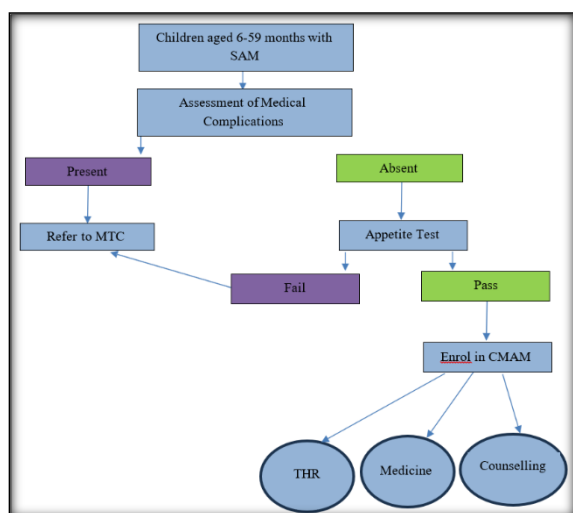 Children aged 6-59 months with
SAM
Assessment of Medical
Complications
Present
Absent
Refer to MTC
Appetite Test
Fail
Pass
Enrol in CMAM
THR
Medicine
Counselling